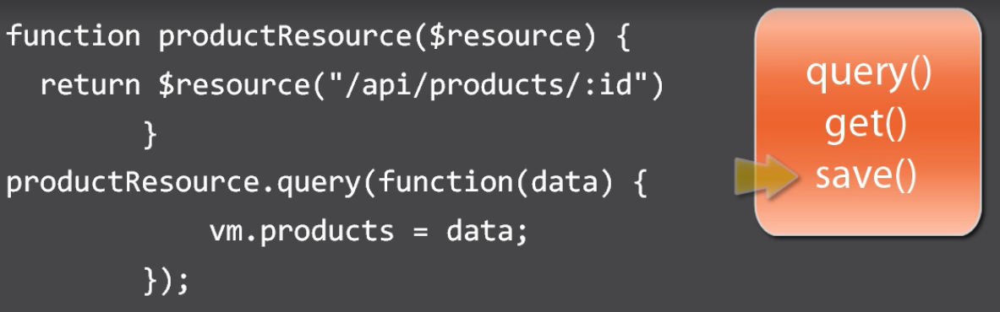 function productResource($resource) {
return $resource("/api/products/:id")
}
productResource.query(function(data) {
vm.products = data;
});
query()
get()
save()